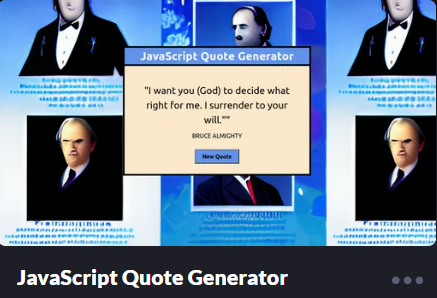 JavaScript Quote Generator
"I want you (God) to decide what
right for me. I surrender to your
will.""
BRUCE ALMIGHTY
New Quote
JavaScript Quote Generator